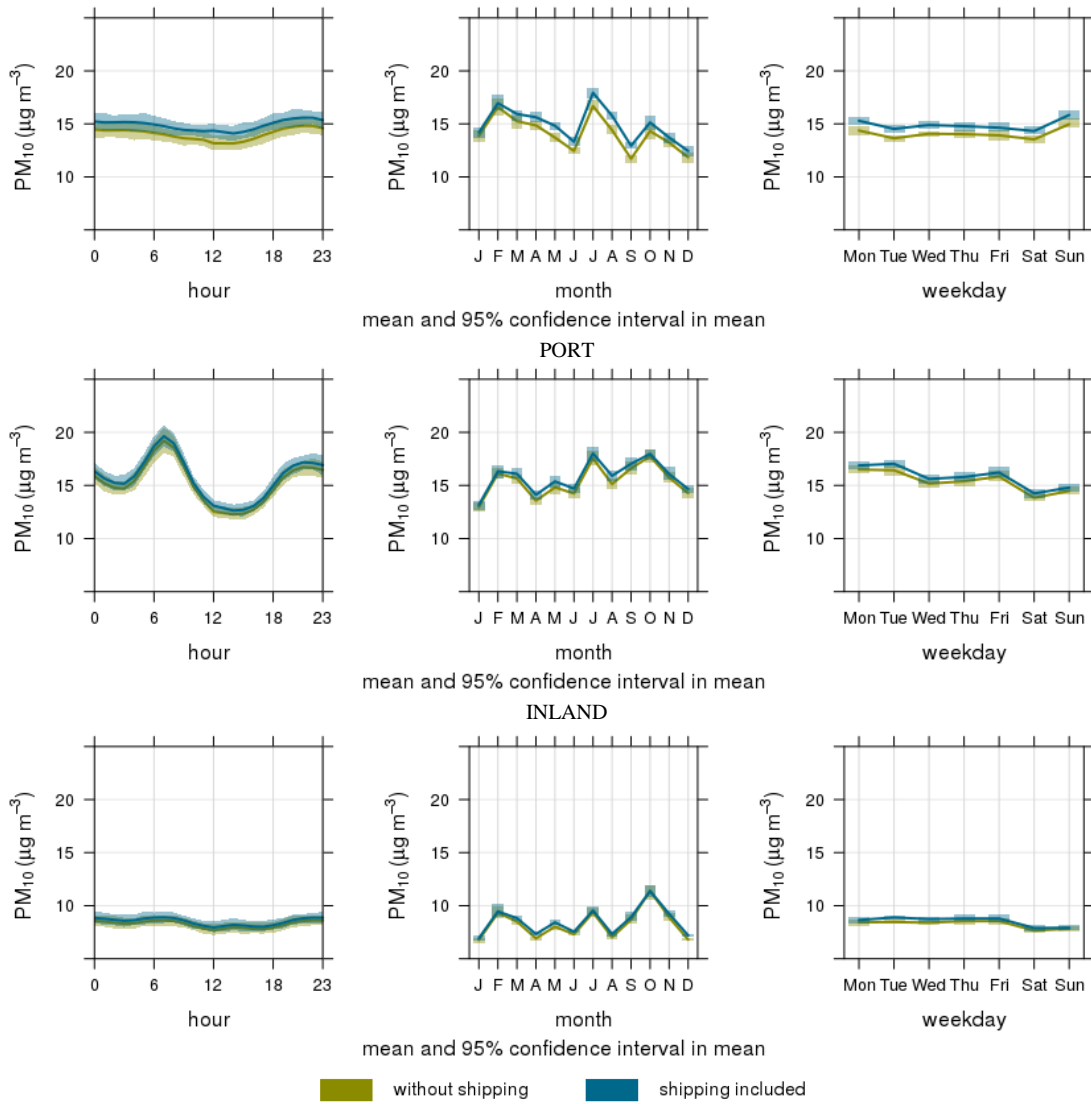 PM10 (μg m−3)
20
15
10
0 6 12 18 23
hour
PM10 (μg m−3)
20
15
10
J F M A M J J A S O N D
month
PM10 (μg m−3)
20
15
10
Mon Tue Wed Thu Fri Sat Sun
weekday
mean and 95% confidence interval in mean
PORT
PM10 (μg m−3)
20
15
10
0 6 12 18 23
hour
PM10 (μg m−3)
20
15
10
J F M A M J J A S O N D
month
PM10 (μg m−3)
20
15
10
Mon Tue Wed Thu Fri Sat Sun
weekday
mean and 95% confidence interval in mean
INLAND
PM10 (μg m−3)
20
15
10
0 6 12 18 23
hour
PM10 (μg m−3)
20
15
10
J F M A M J J A S O N D
month
PM10 (μg m−3)
20
15
10
Mon Tue Wed Thu Fri Sat Sun
weekday
mean and 95% confidence interval in mean
without shipping
shipping included